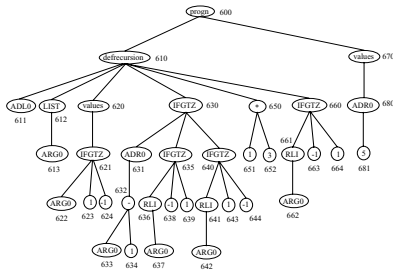 progn 600
defrecursion 610
values 670
ADL0 LIST values 620 IFGTZ 630 + 650 IFGTZ 660 ADR0 680
611 612
ARG0 IFGTZ 621 ADR0 IFGTZ 635 IFGTZ 640 1 3 661 RLI -1 1 5
613 631 651 652 663 664 681
ARG0 1 -1 632 - RLI -1 1 RLI 1 -1 ARG0
622 623 624 636 638 639 641 643 644 662
ARG0 1 ARG0 ARG0
633 634 637 642